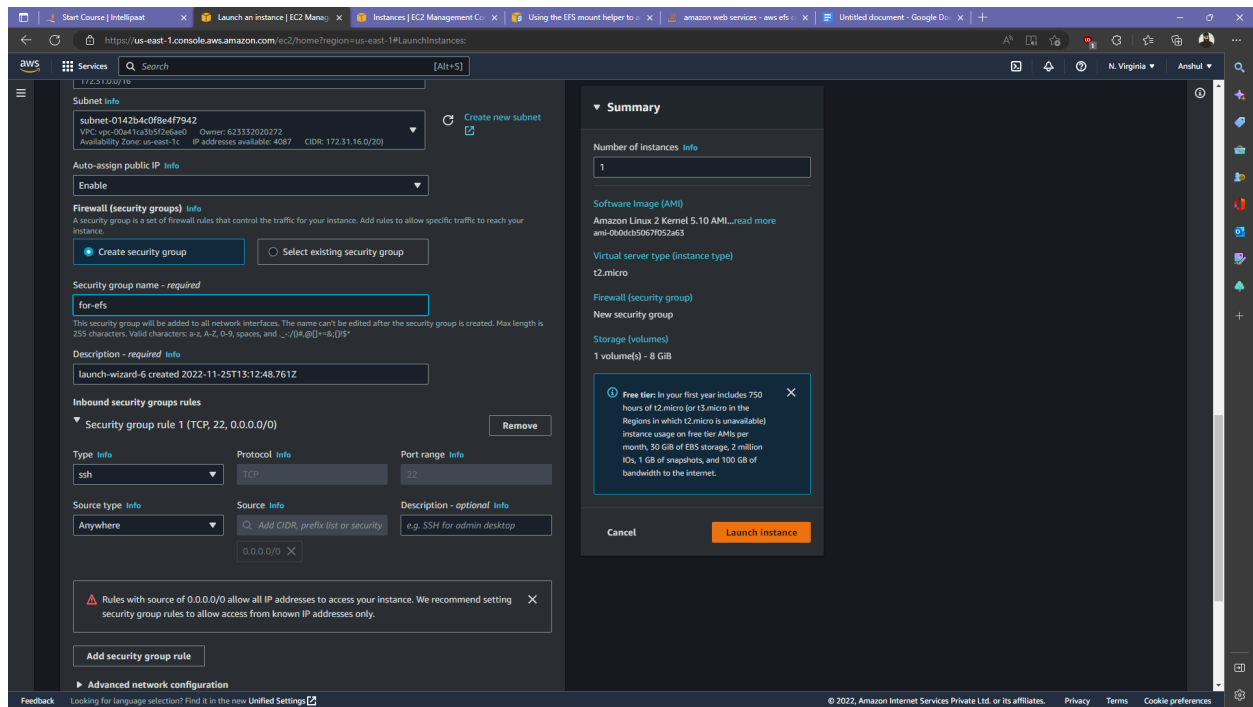 Start Course | Intellipaat
Launch an instance | EC2 Manag
Instances | EC2 Management Co
Using the EFS mount helper to a
amazon web services - aws efs c
Untitled document - Google Doc
https://us-east-1.console.aws.amazon.com/ec2/home?region=us-east-1#LaunchInstances:
aws
Services
Search
[Alt+S]
N. Virginia
Anshul
172.31.0.0/16
Subnet Info
subnet-0142b4c0f8e4f7942
VPC: vpc-00a41ca3b5f2e6ae0 Owner: 623332020272
Availability Zone: us-east-1c IP addresses available: 4087 CIDR: 172.31.16.0/20)
Create new subnet
Auto-assign public IP Info
Enable
Firewall (security groups) Info
A security group is a set of firewall rules that control the traffic for your instance. Add rules to allow specific traffic to reach your
instance.
Create security group
Select existing security group
Security group name - required
for-efs
This security group will be added to all network interfaces. The name can't be edited after the security group is created. Max length is
255 characters. Valid characters: a-z, A-Z, 0-9, spaces, and ._-:/()#,@[]+=&;{}!$*
Description - required Info
launch-wizard-6 created 2022-11-25T13:12:48.761Z
Inbound security groups rules
Security group rule 1 (TCP, 22, 0.0.0.0/0)
Remove
Type Info
Protocol Info
Port range Info
ssh
TCP
22
Source type Info
Source Info
Description - optional Info
Anywhere
Add CIDR, prefix list or security
e.g. SSH for admin desktop
0.0.0.0/0
Rules with source of 0.0.0.0/0 allow all IP addresses to access your instance. We recommend setting
security group rules to allow access from known IP addresses only.
Add security group rule
Advanced network configuration
Summary
Number of instances Info
1
Software Image (AMI)
Amazon Linux 2 Kernel 5.10 AMI...read more
ami-0b0dcb5067f052a63
Virtual server type (instance type)
t2.micro
Firewall (security group)
New security group
Storage (volumes)
1 volume(s) - 8 GiB
Free tier: In your first year includes 750
hours of t2.micro (or t3.micro in the
Regions in which t2.micro is unavailable)
instance usage on free tier AMIs per
month, 30 GiB of EBS storage, 2 million
IOs, 1 GB of snapshots, and 100 GB of
bandwidth to the internet.
Cancel
Launch instance
Feedback
Looking for language selection? Find it in the new Unified Settings
© 2022, Amazon Internet Services Private Ltd. or its affiliates.
Privacy
Terms
Cookie preferences